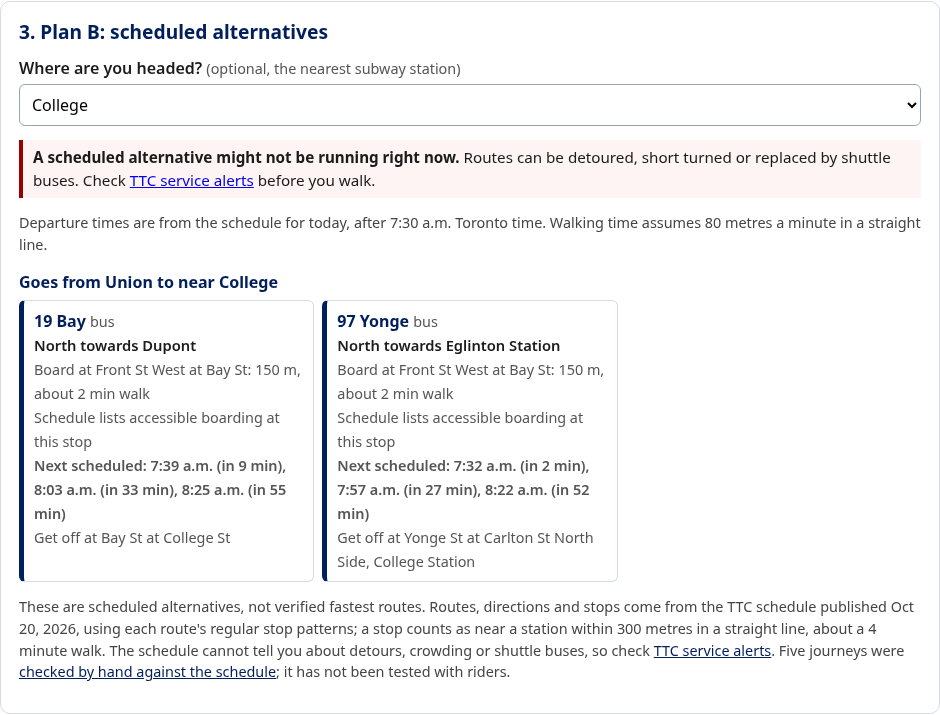 3. Plan B: scheduled alternatives
Where are you headed? (optional, the nearest subway station)
College
A scheduled alternative might not be running right now. Routes can be detoured, short turned or replaced by shuttle
buses. Check TTC service alerts before you walk.
Departure times are from the schedule for today, after 7:30 a.m. Toronto time. Walking time assumes 80 metres a minute in a straight
line.
Goes from Union to near College
19 Bay bus
North towards Dupont
Board at Front St West at Bay St: 150 m,
about 2 min walk
Schedule lists accessible boarding at
this stop
Next scheduled: 7:39 a.m. (in 9 min),
8:03 a.m. (in 33 min), 8:25 a.m. (in 55
min)
Get off at Bay St at College St
97 Yonge bus
North towards Eglinton Station
Board at Front St West at Bay St: 150 m,
about 2 min walk
Schedule lists accessible boarding at
this stop
Next scheduled: 7:32 a.m. (in 2 min),
7:57 a.m. (in 27 min), 8:22 a.m. (in 52
min)
Get off at Yonge St at Carlton St North
Side, College Station
These are scheduled alternatives, not verified fastest routes. Routes, directions and stops come from the TTC schedule published Oct
20, 2026, using each route's regular stop patterns; a stop counts as near a station within 300 metres in a straight line, about a 4
minute walk. The schedule cannot tell you about detours, crowding or shuttle buses, so check TTC service alerts. Five journeys were
checked by hand against the schedule; it has not been tested with riders.